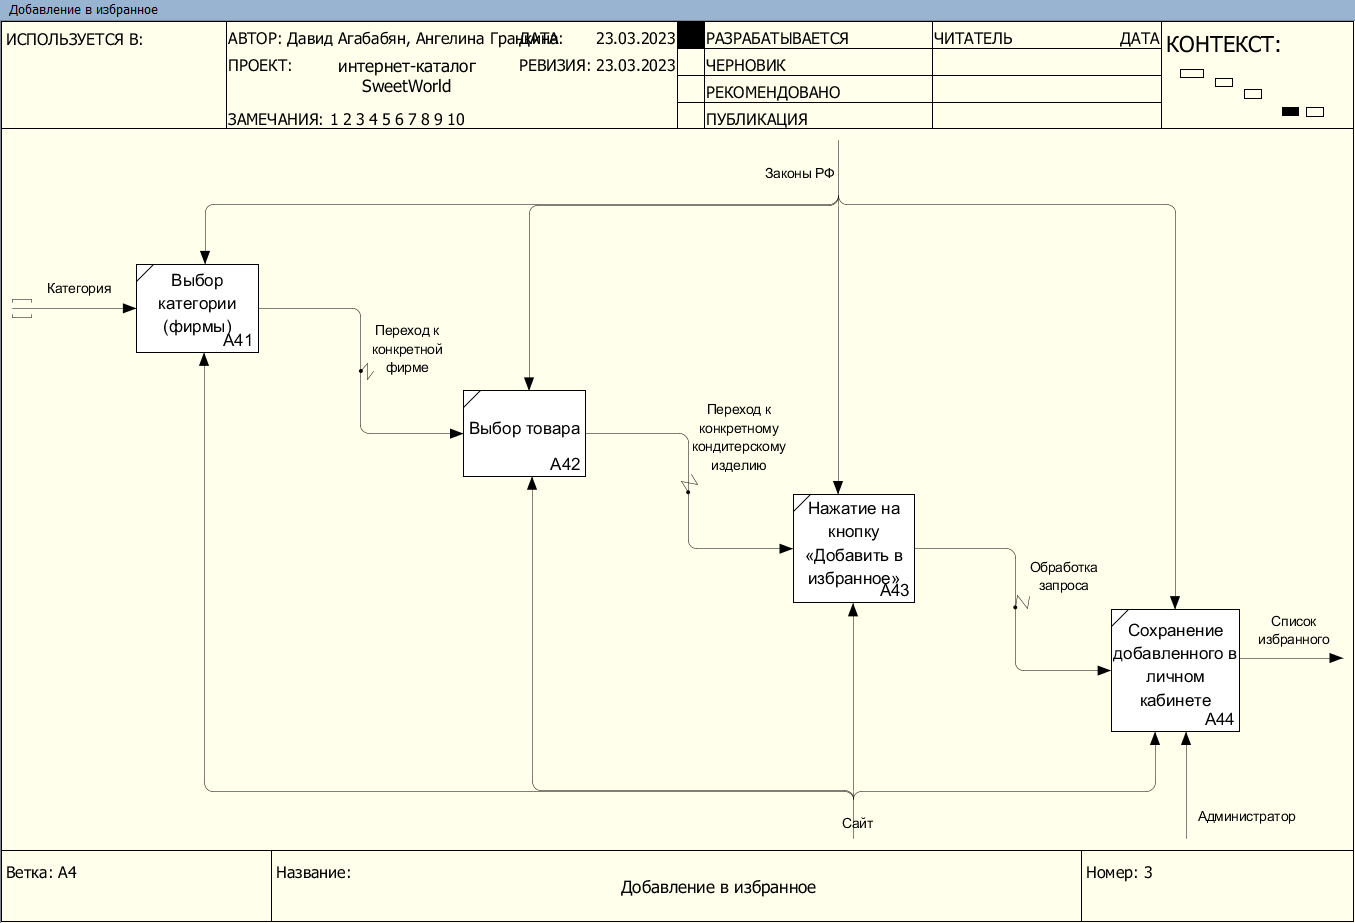 Добавление в избранное
ИСПОЛЬЗУЕТСЯ В:
АВТОР: Давид Агабабян, Ангелина Гранкина
ДАТА: 23.03.2023
ПРОЕКТ: интернет-каталог
SweetWorld
РЕВИЗИЯ: 23.03.2023
ЗАМЕЧАНИЯ: 1 2 3 4 5 6 7 8 9 10
РАЗРАБАТЫВАЕТСЯ
ЧЕРНОВИК
РЕКОМЕНДОВАНО
ПУБЛИКАЦИЯ
ЧИТАТЕЛЬ ДАТА
КОНТЕКСТ:
Законы РФ
Категория
Выбор
категории
(фирмы)
A41
Переход к
конкретной
фирме
Выбор товара
A42
Переход к
конкретному
кондитерскому
изделию
Нажатие на
кнопку
«Добавить в
избранное»
A43
Обработка
запроса
Сохранение
добавленного в
личном
кабинете
A44
Список
избранного
Сайт
Администратор
Ветка: A4
Название:
Добавление в избранное
Номер: 3